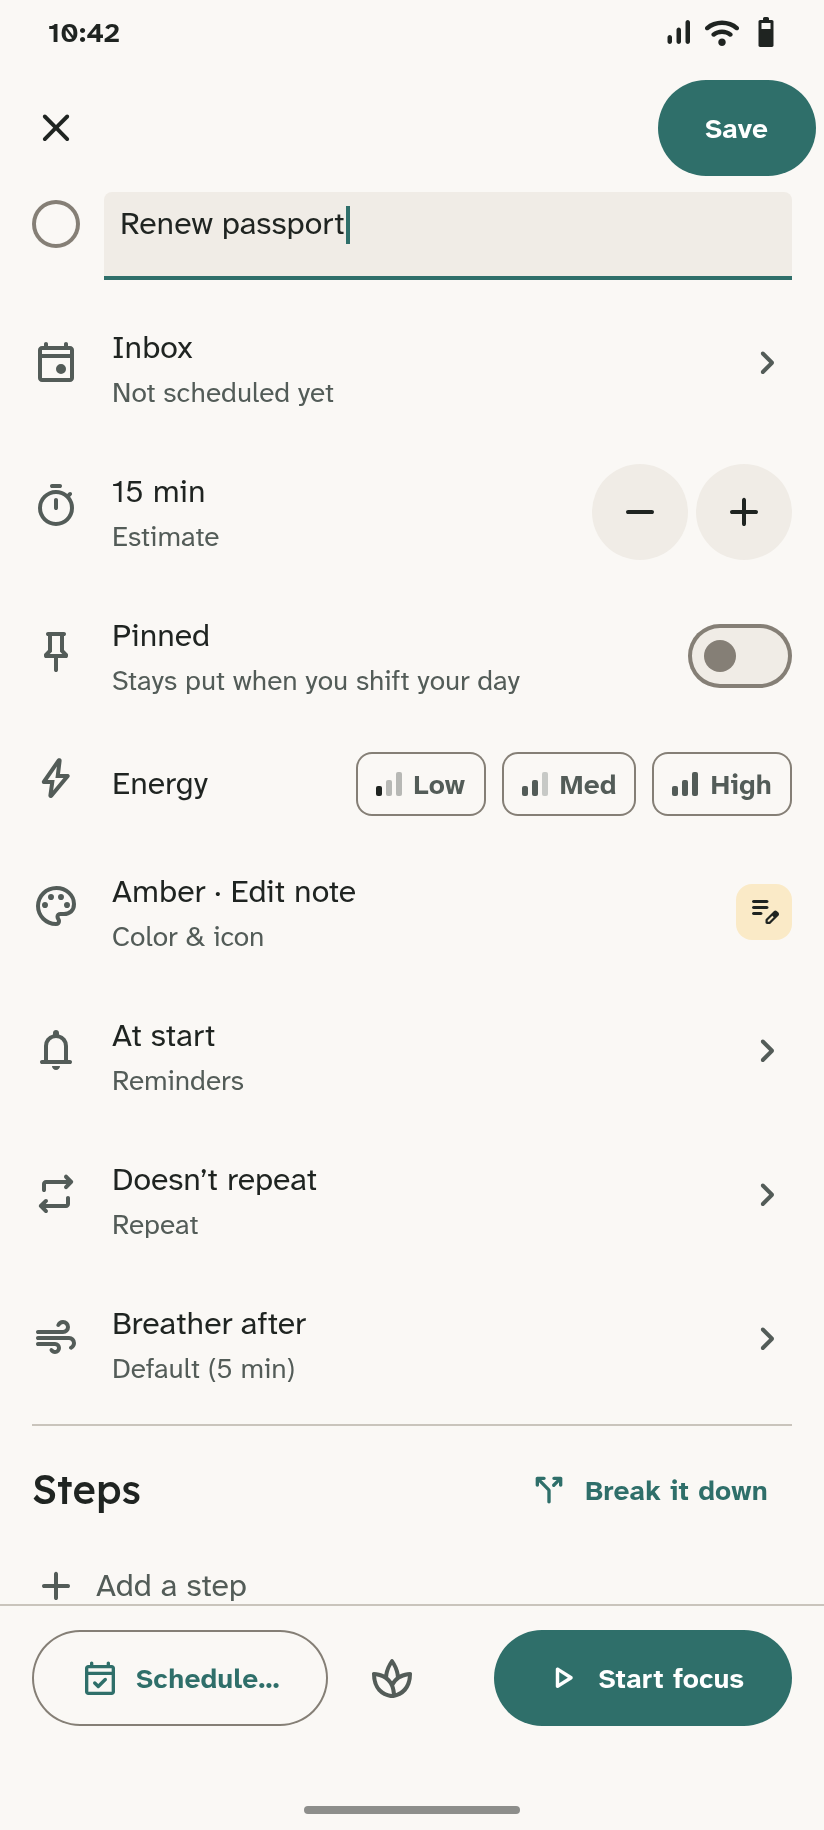 10:42
Save
Renew passport
Inbox
Not scheduled yet
15 min
Estimate
Pinned
Stays put when you shift your day
Energy
Low
Med
High
Amber · Edit note
Color & icon
At start
Reminders
Doesn’t repeat
Repeat
Breather after
Default (5 min)
Steps
Break it down
Add a step
Schedule...
Start focus